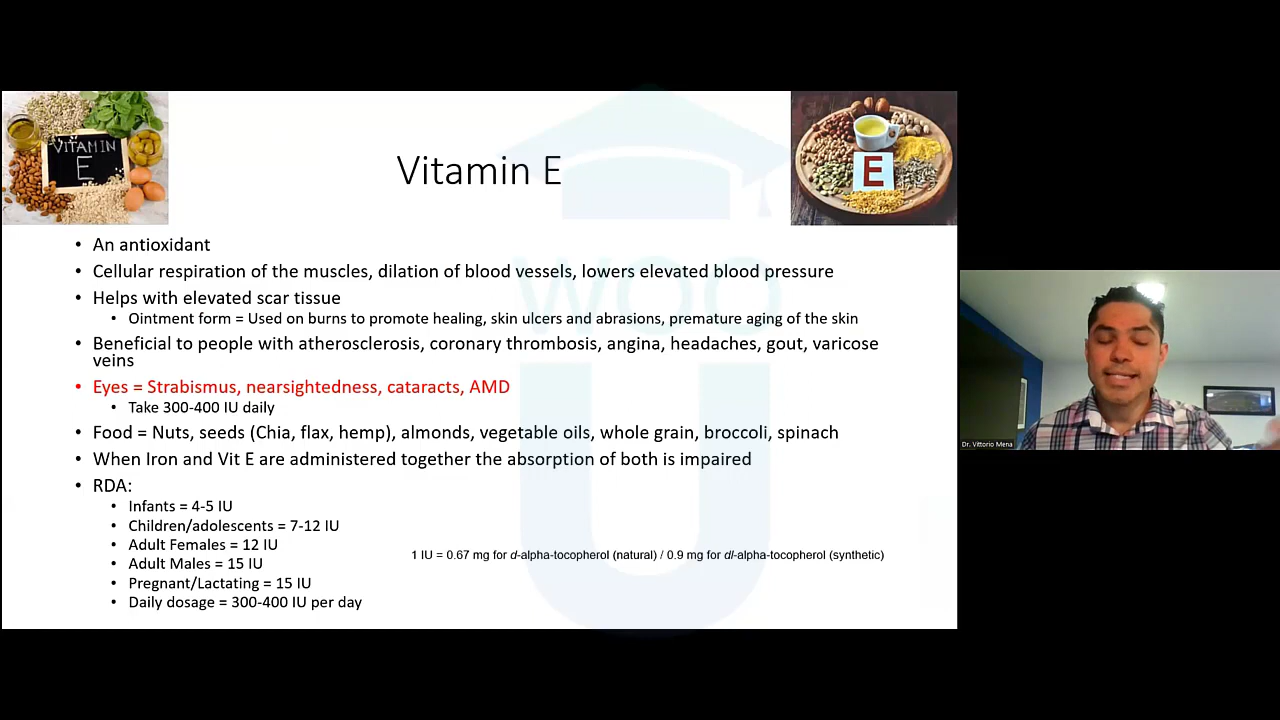 VITAMIN
E
E
Vitamin E
WOO
U
• An antioxidant
• Cellular respiration of the muscles, dilation of blood vessels, lowers elevated blood pressure
• Helps with elevated scar tissue
• Ointment form = Used on burns to promote healing, skin ulcers and abrasions, premature aging of the skin
• Beneficial to people with atherosclerosis, coronary thrombosis, angina, headaches, gout, varicose
veins
• Eyes = Strabismus, nearsightedness, cataracts, AMD
• Take 300-400 IU daily
• Food = Nuts, seeds (Chia, flax, hemp), almonds, vegetable oils, whole grain, broccoli, spinach
• When Iron and Vit E are administered together the absorption of both is impaired
• RDA:
• Infants = 4-5 IU
• Children/adolescents = 7-12 IU
• Adult Females = 12 IU
• Adult Males = 15 IU
• Pregnant/Lactating = 15 IU
• Daily dosage = 300-400 IU per day
1 IU = 0.67 mg for d-alpha-tocopherol (natural) / 0.9 mg for dl-alpha-tocopherol (synthetic)
Dr. Vittorio Mena